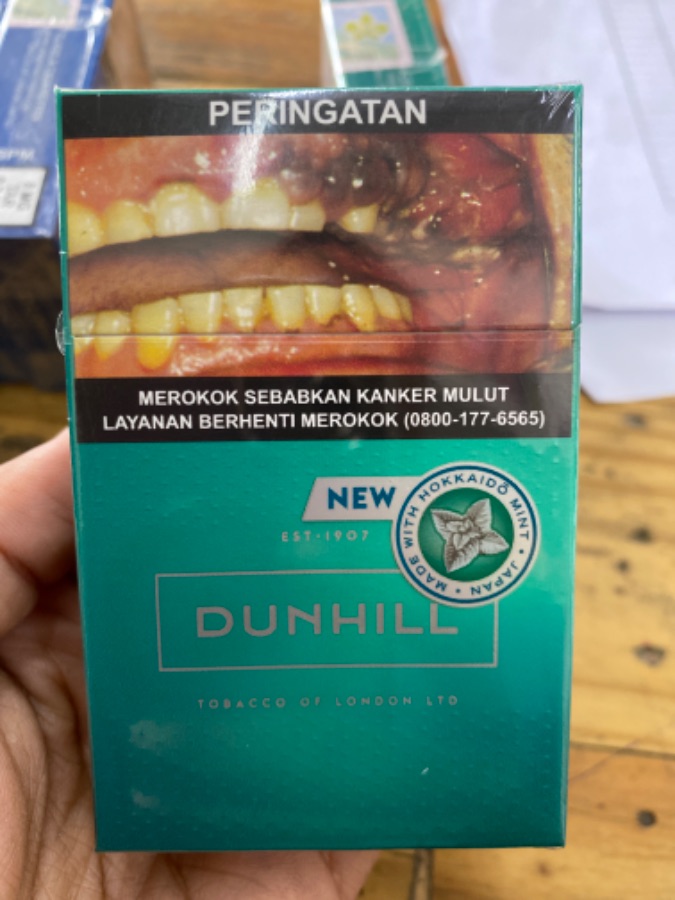 PERINGATAN
MEROKOK SEBABKAN KANKER MULUT
LAYANAN BERHENTI MEROKOK (0800-177-6565)
NEW
MADE WITH HOKKAIDŌ MINT • JAPAN •
EST·1907
DUNHILL
TOBACCO OF LONDON LTD